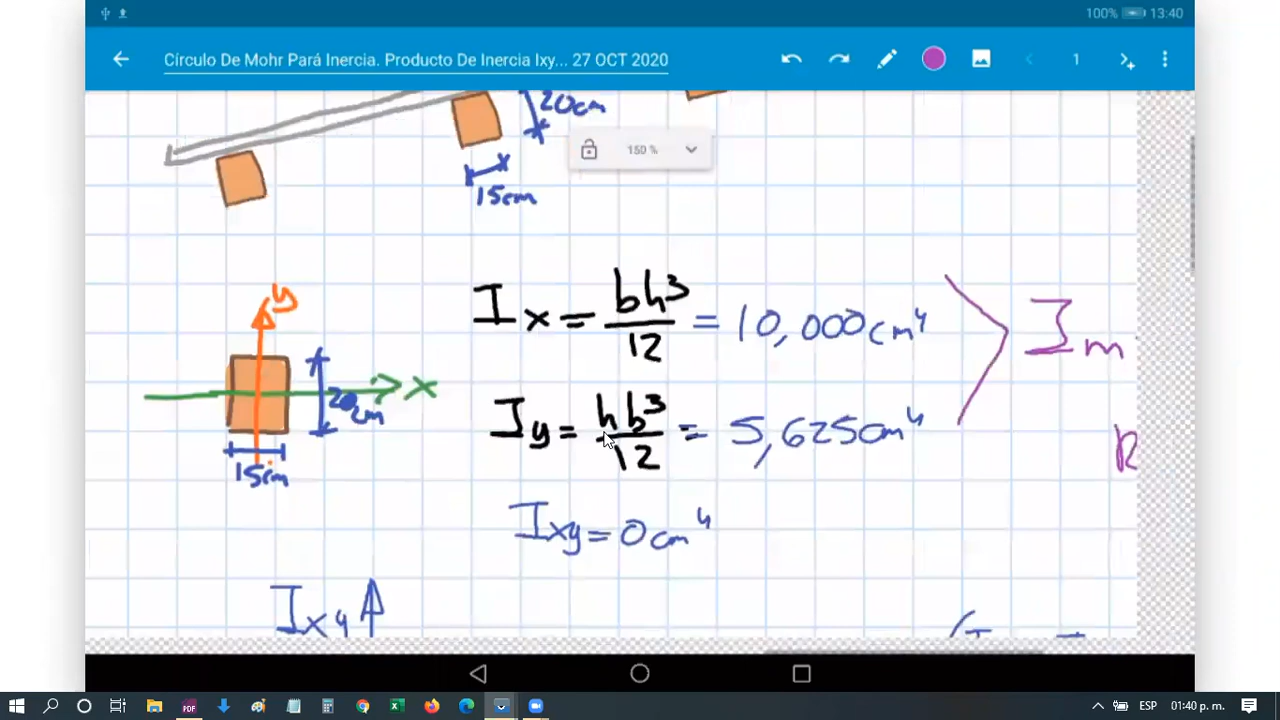 100% 13:40
Círculo De Mohr Pará Inercia. Producto De Inercia Ixy... 27 OCT 2020
1
20cm
150 %
15cm
y
Ix = bh³/12 = 10,000cm⁴
Im
x
20cm
Iy = hb³/12 = 5,625cm⁴
R
15cm
Ixy = 0cm⁴
Ixy
ESP 01:40 p. m.